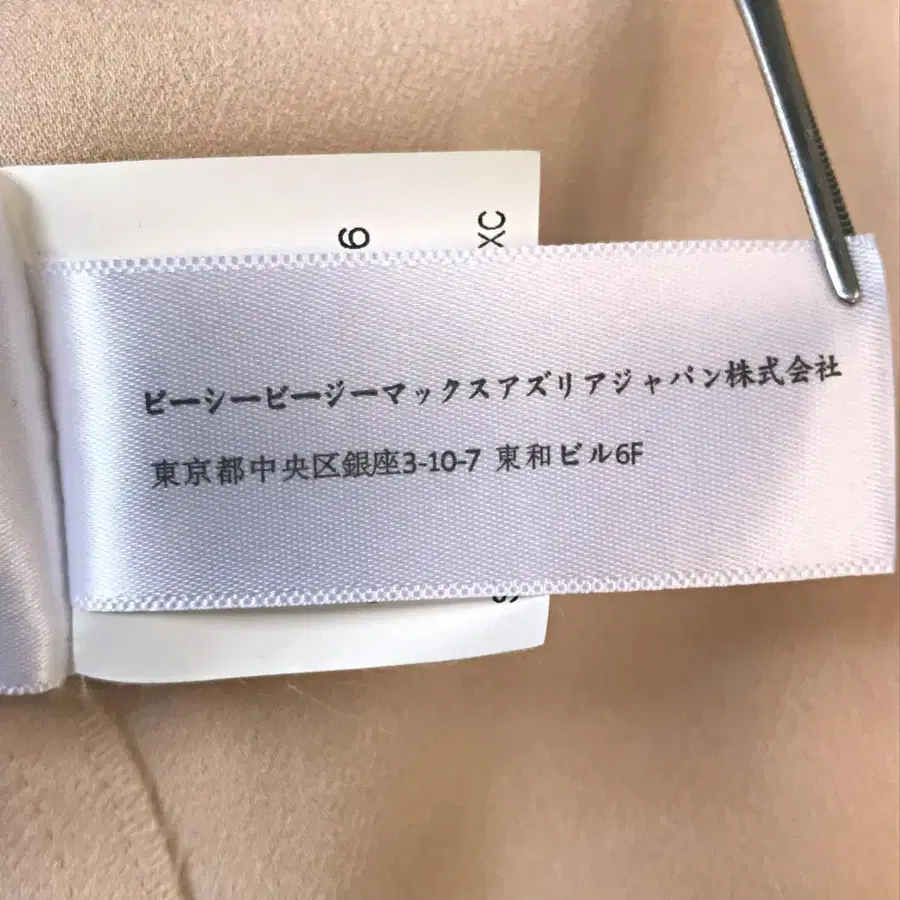 ビーシービージーマックスアズリアジャパン株式会社
東京都中央区銀座3-10-7 東和ビル6F
XC